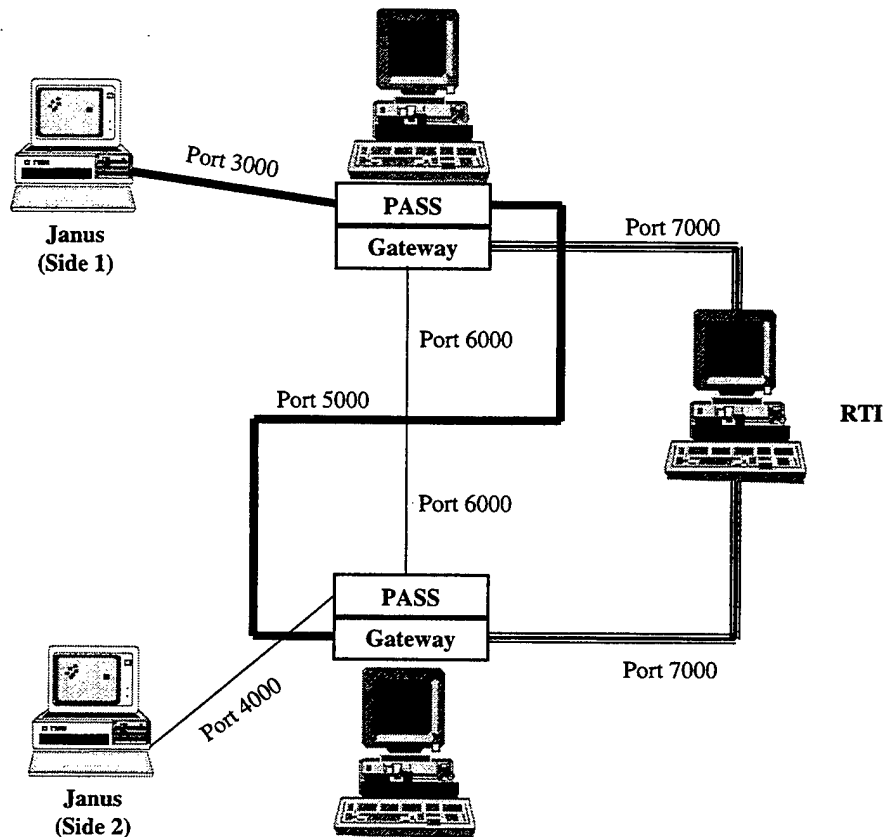 Port 3000
PASS
Gateway
Port 7000
Janus
(Side 1)
Port 6000
Port 5000
RTI
Port 6000
PASS
Gateway
Port 7000
Port 4000
Janus
(Side 2)